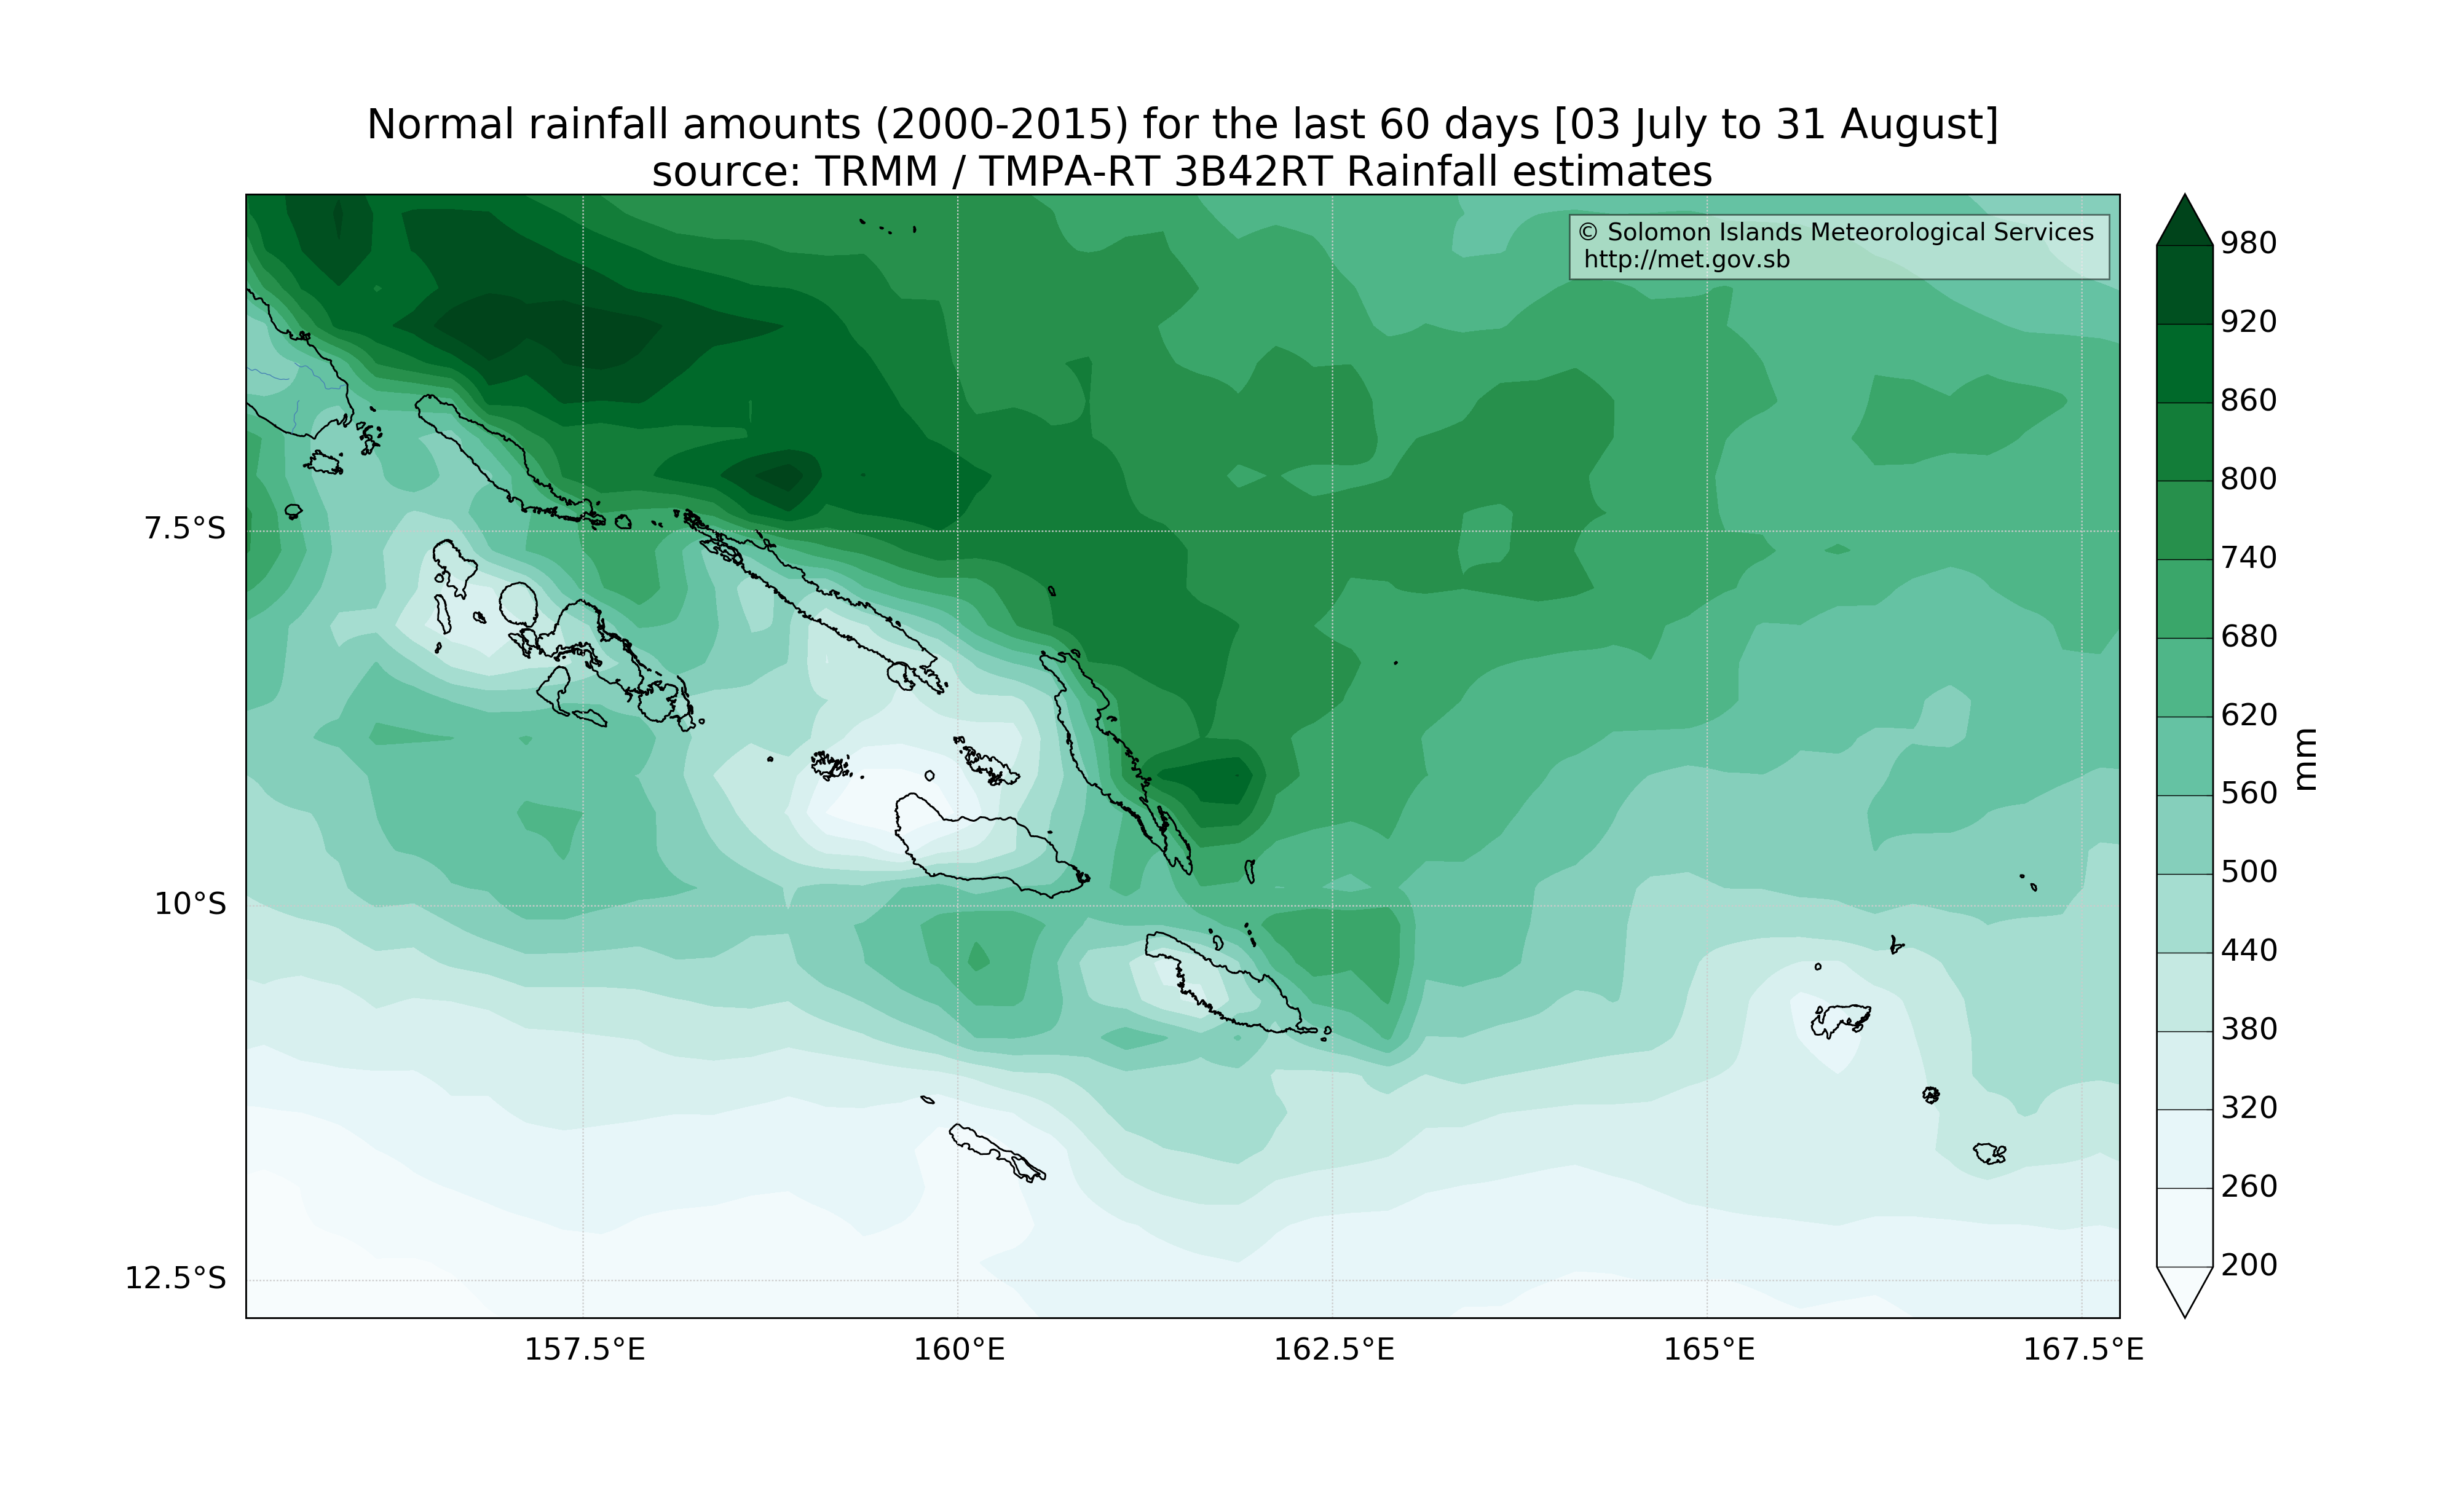 Normal rainfall amounts (2000-2015) for the last 60 days [03 July to 31 August]
source: TRMM / TMPA-RT 3B42RT Rainfall estimates
© Solomon Islands Meteorological Services
http://met.gov.sb
980
920
860
800
740
680
620
560
500
440
380
320
260
200
mm
7.5°S
10°S
12.5°S
157.5°E
160°E
162.5°E
165°E
167.5°E